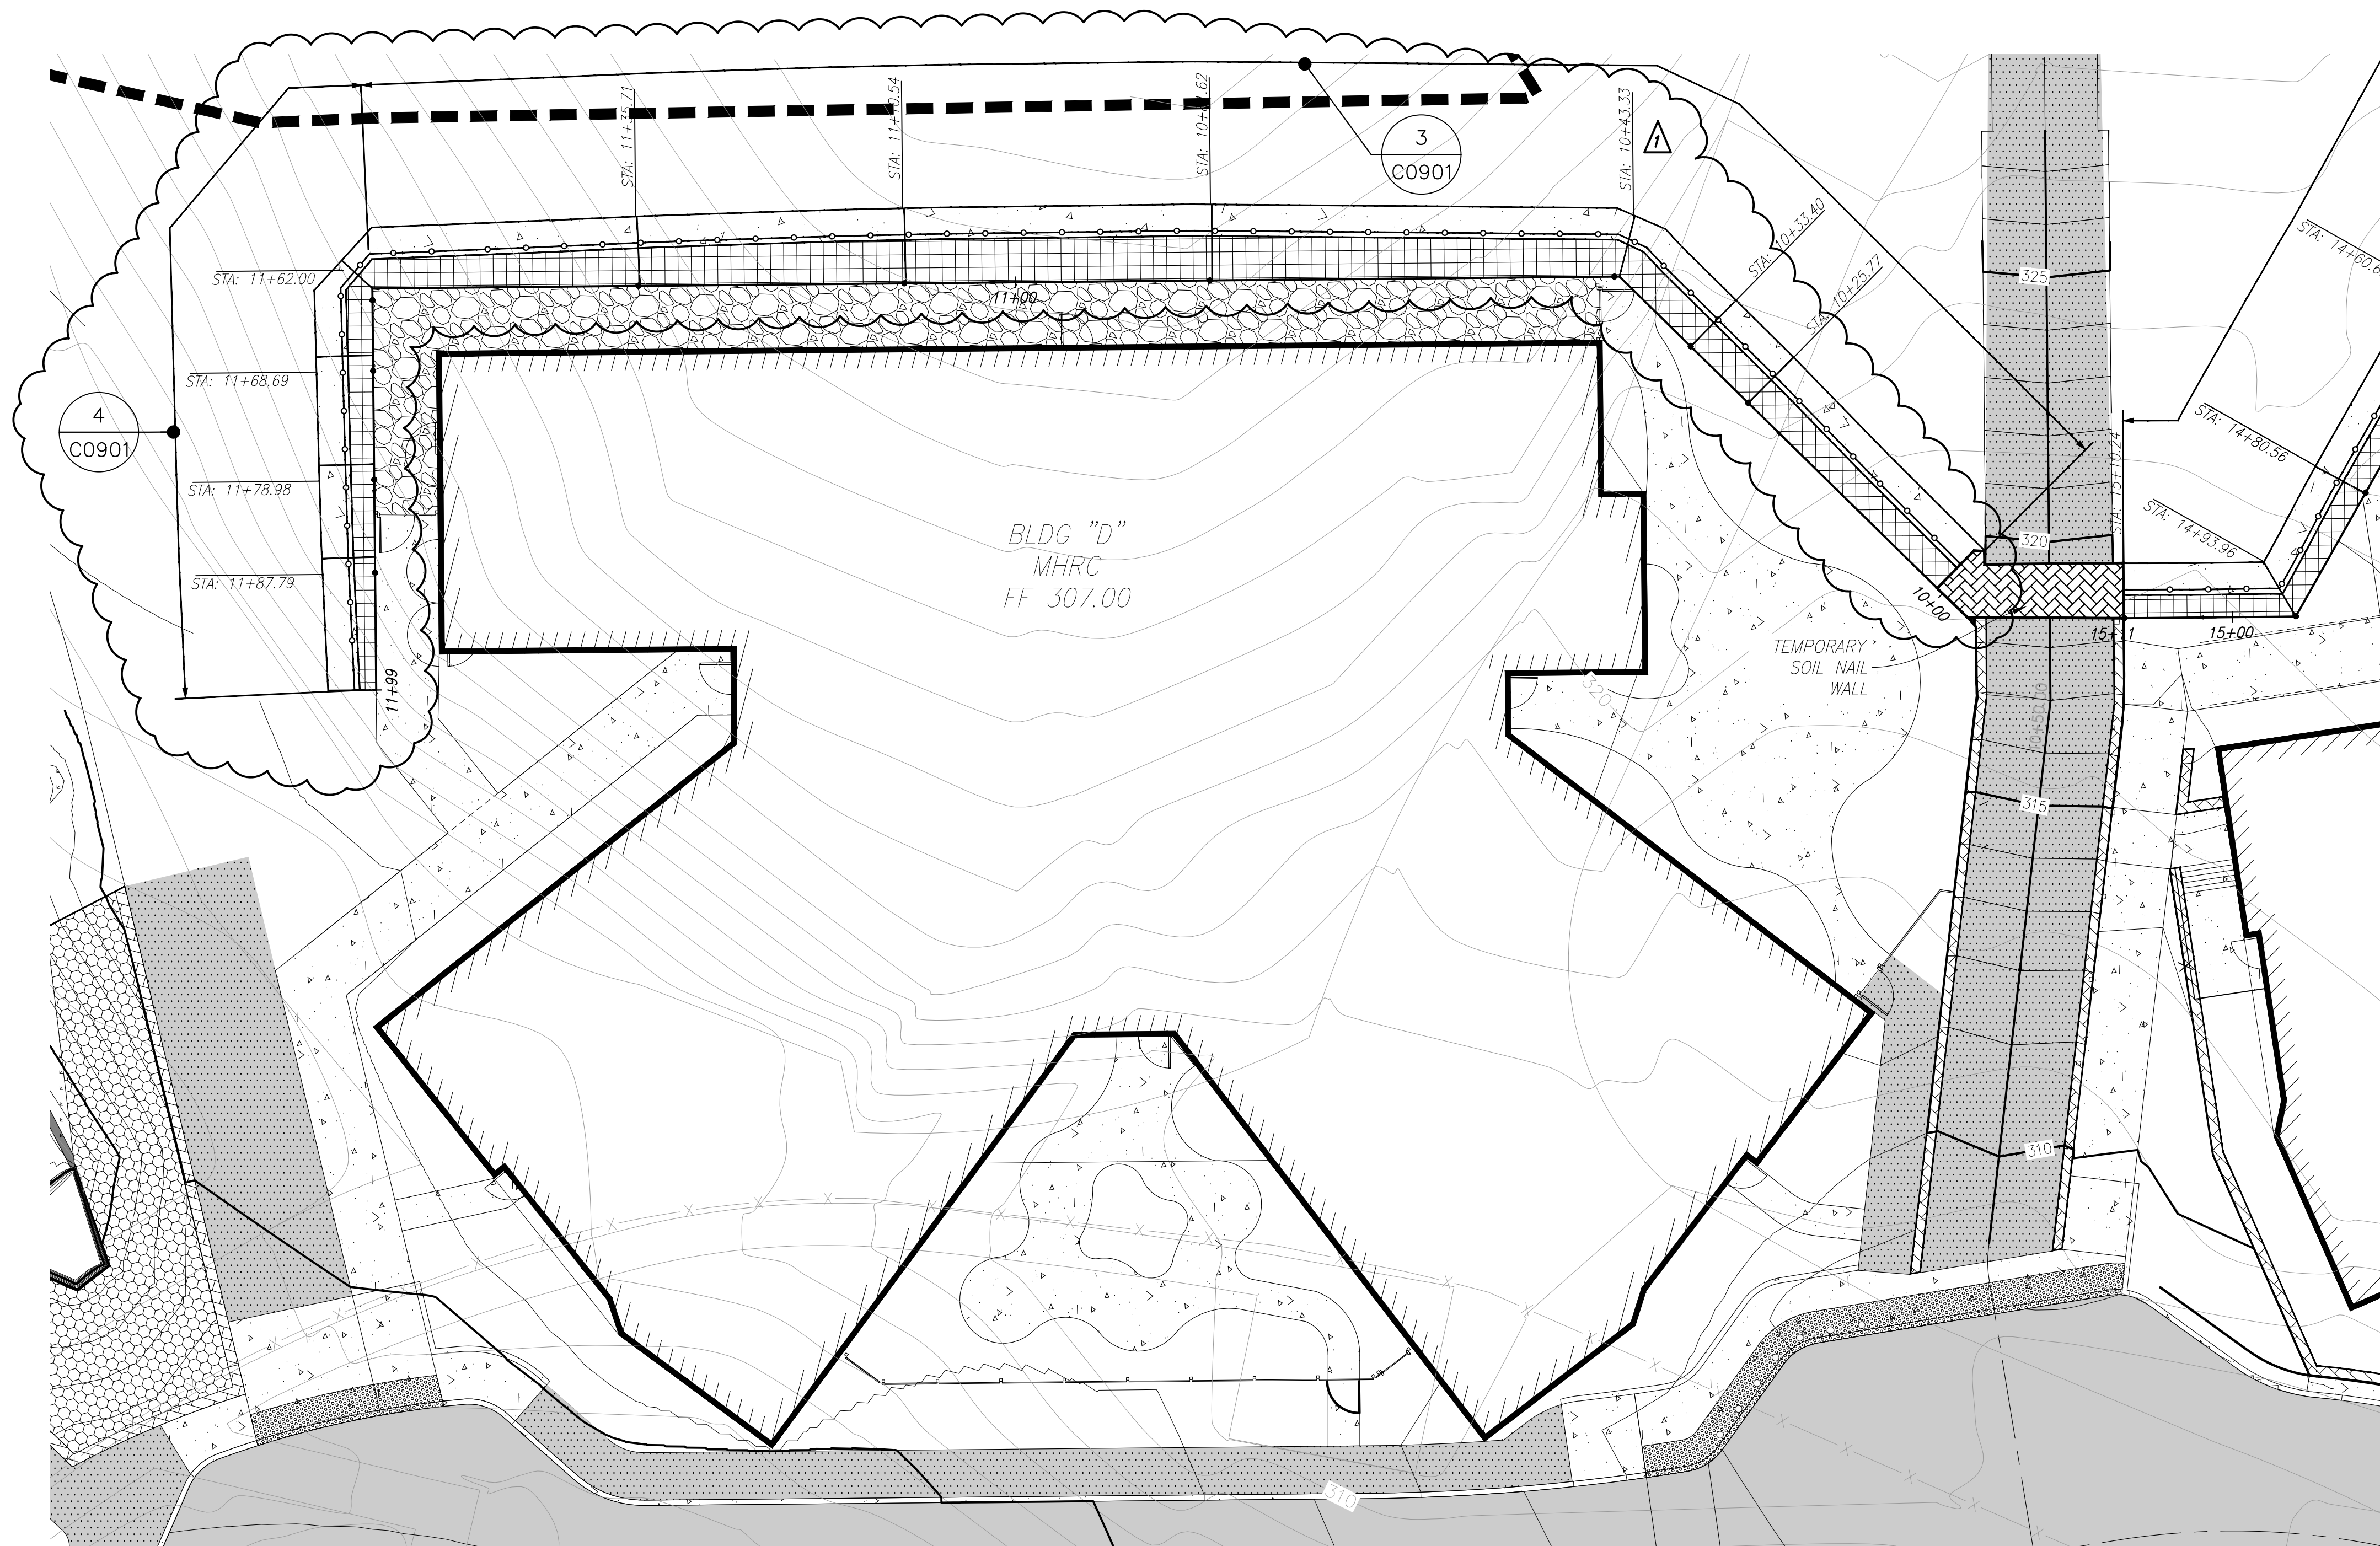 STA: 11+35.71
STA: 11+10.54
STA: 10+43.33
3
C0901
1
STA: 10+33.40
STA: 10+25.77
STA: 11+62.00
11+00
STA: 11+68.69
4
C0901
STA: 11+78.98
STA: 11+87.79
11+99
BLDG "D"
MHRC
FF 307.00
325
320
STA: 15+10.24
STA: 14+60.6
STA: 14+80.56
STA: 14+93.96
10+00
15+11
15+00
TEMPORARY
SOIL NAIL
WALL
320
315
310
310